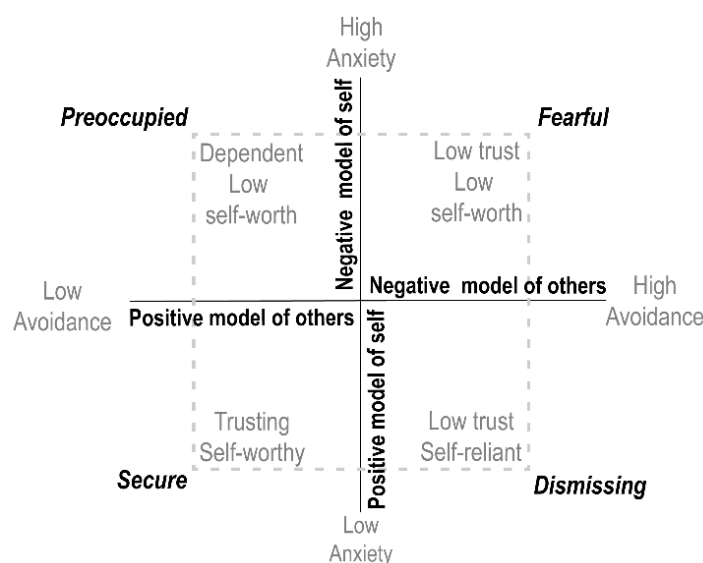 High
Anxiety
Preoccupied
Fearful
Negative model of self
Dependent
Low
self-worth
Low trust
Low
self-worth
Low
Avoidance
Negative model of others
High
Avoidance
Positive model of others
Positive model of self
Trusting
Self-worthy
Low trust
Self-reliant
Secure
Dismissing
Low
Anxiety